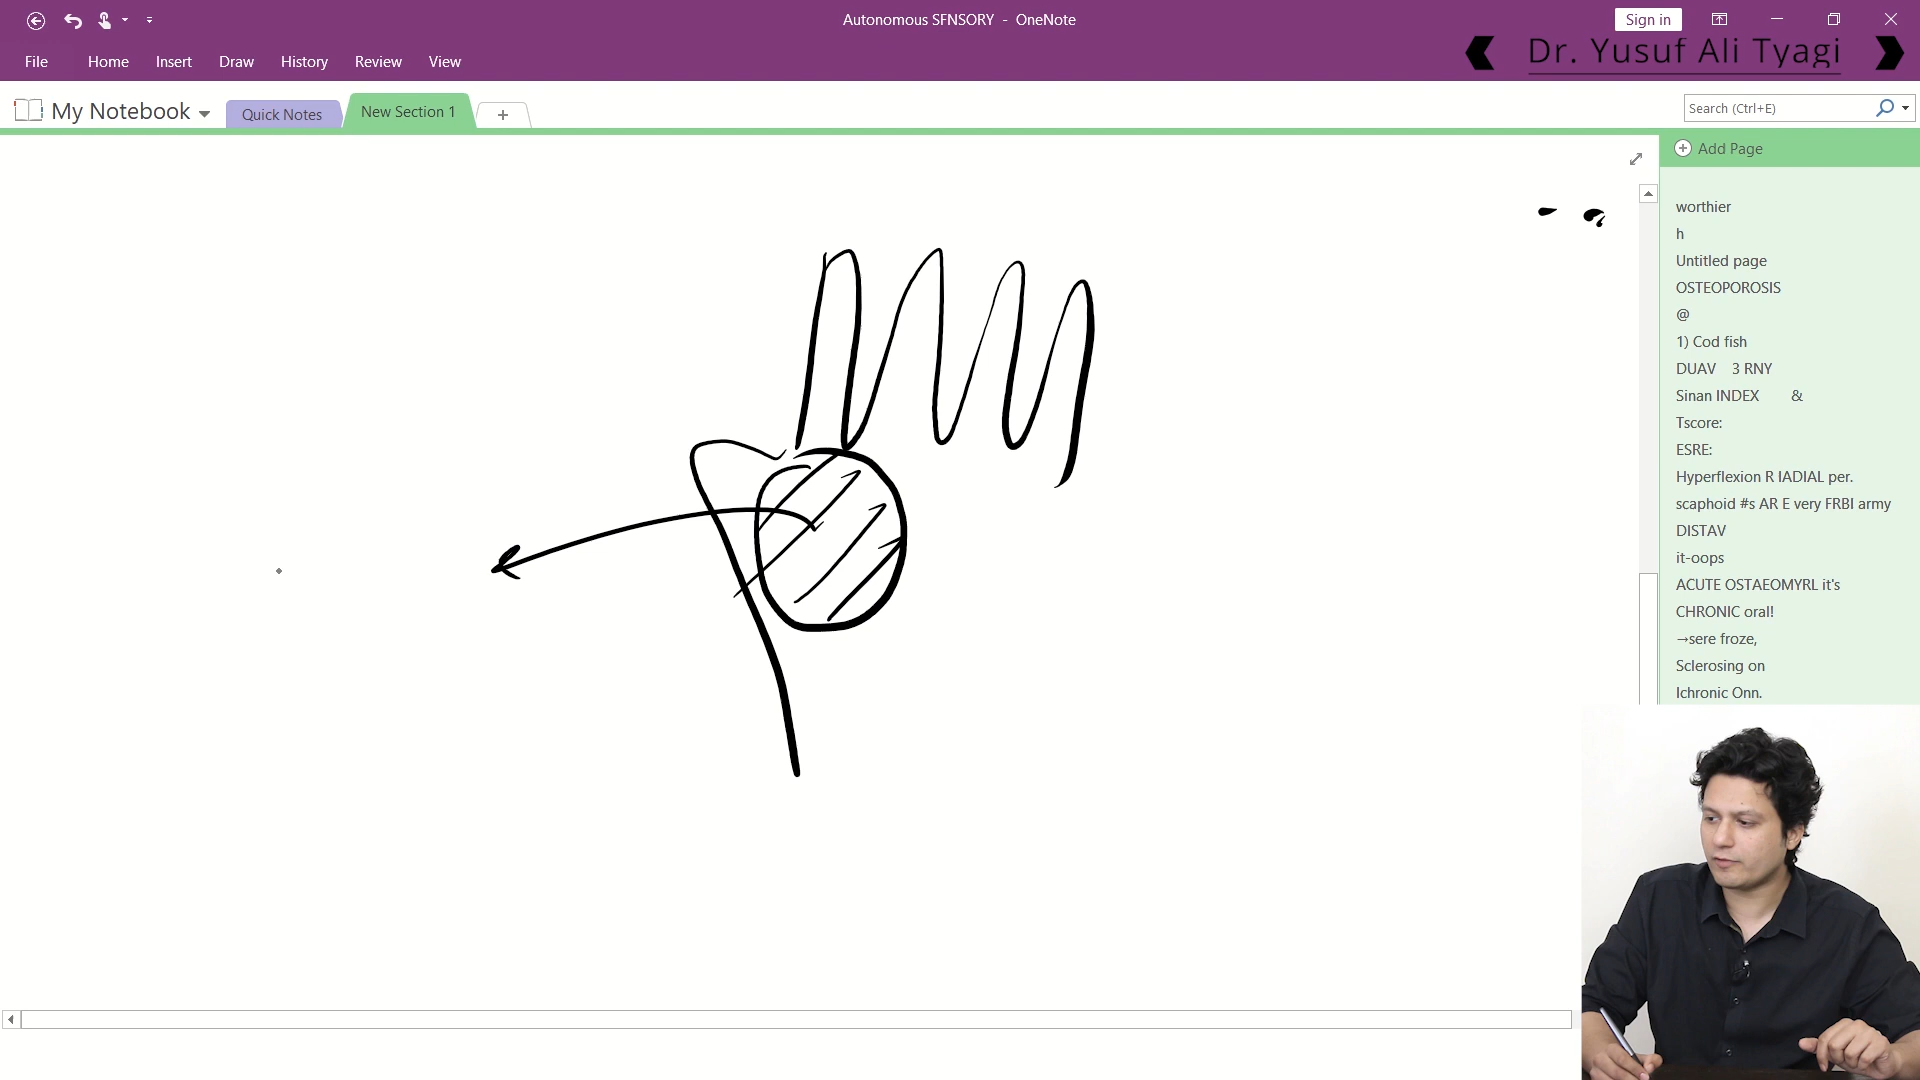 Autonomous SFNSORY - OneNote
Sign in
File Home Insert Draw History Review View
Dr. Yusuf Ali Tyagi
My Notebook
Quick Notes
New Section 1
Search (Ctrl+E)
Add Page
worthier
h
Untitled page
OSTEOPOROSIS
@
1) Cod fish
DUAV 3 RNY
Sinan INDEX &
Tscore:
ESRE:
Hyperflexion R IADIAL per.
scaphoid #s AR E very FRBI army
DISTAV
it-oops
ACUTE OSTAEOMYRL it's
CHRONIC oral!
→sere froze,
Sclerosing on
Ichronic Onn.